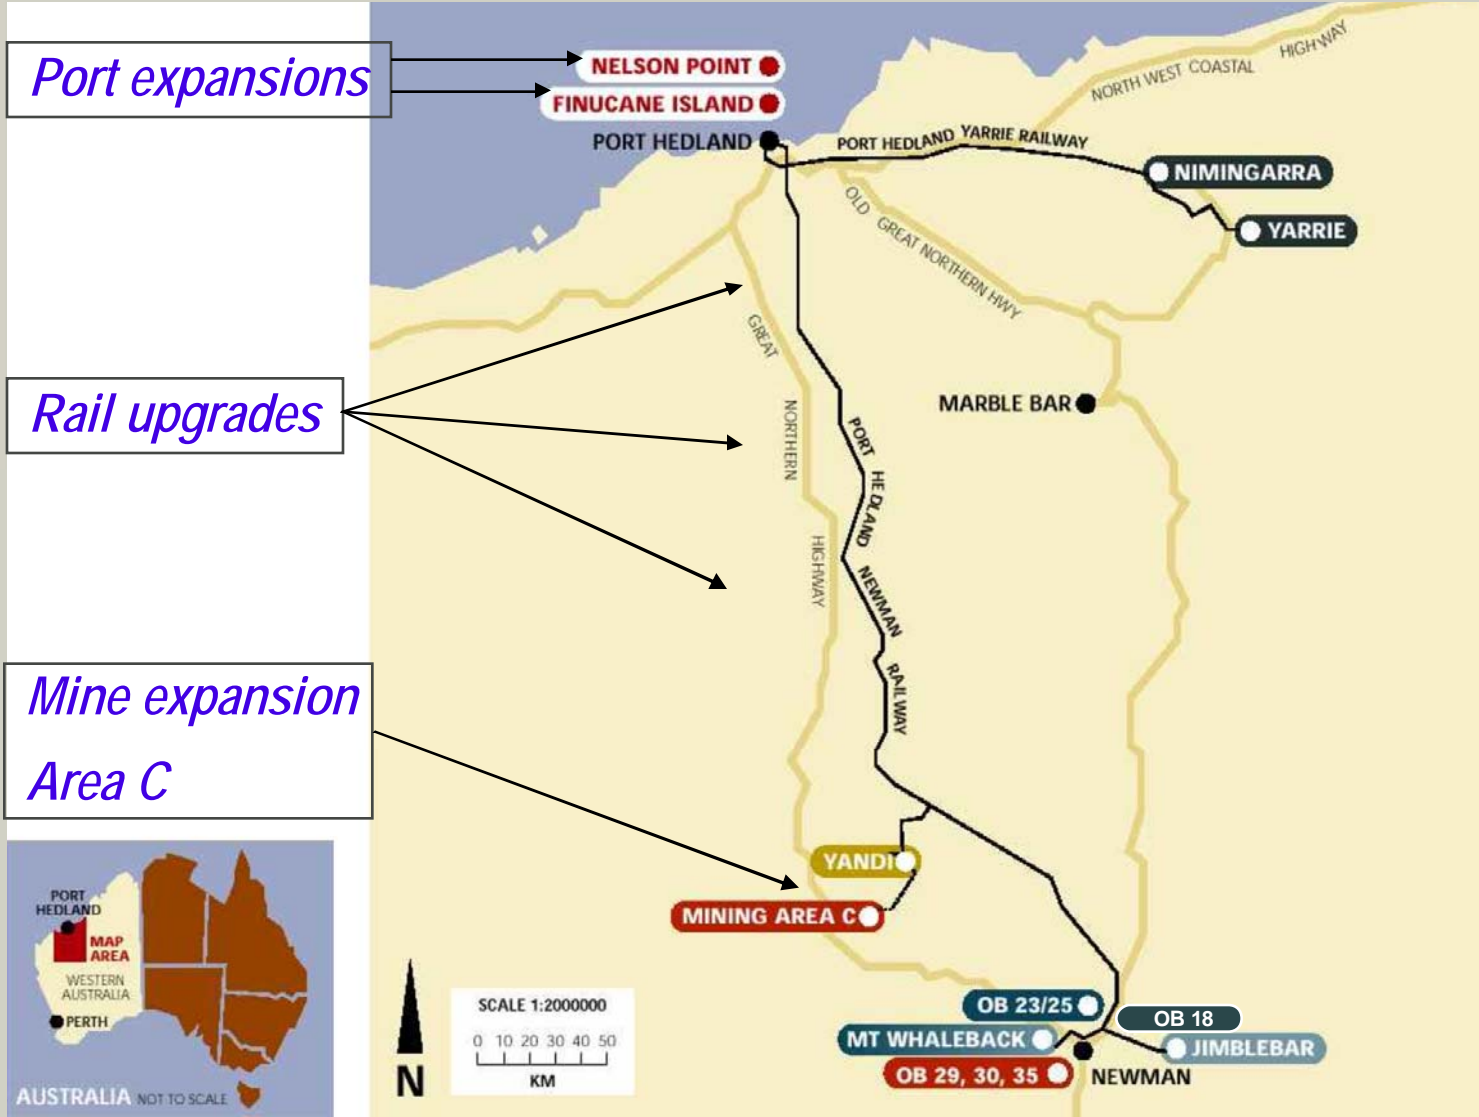 Port expansions
NELSON POINT
FINUCANE ISLAND
PORT HEDLAND
NORTH WEST COASTAL HIGHWAY
PORT HEDLAND YARRIE RAILWAY
NIMINGARRA
YARRIE
OLD GREAT NORTHERN HWY
GREAT NORTHERN HIGHWAY
Rail upgrades
MARBLE BAR
PORT HEDLAND NEWMAN RAILWAY
Mine expansion
Area C
YANDI
MINING AREA C
PORT
HEDLAND
MAP
AREA
WESTERN
AUSTRALIA
PERTH
AUSTRALIA NOT TO SCALE
N
SCALE 1:2000000
0 10 20 30 40 50
KM
OB 23/25
OB 18
MT WHALEBACK
JIMBLEBAR
OB 29, 30, 35
NEWMAN